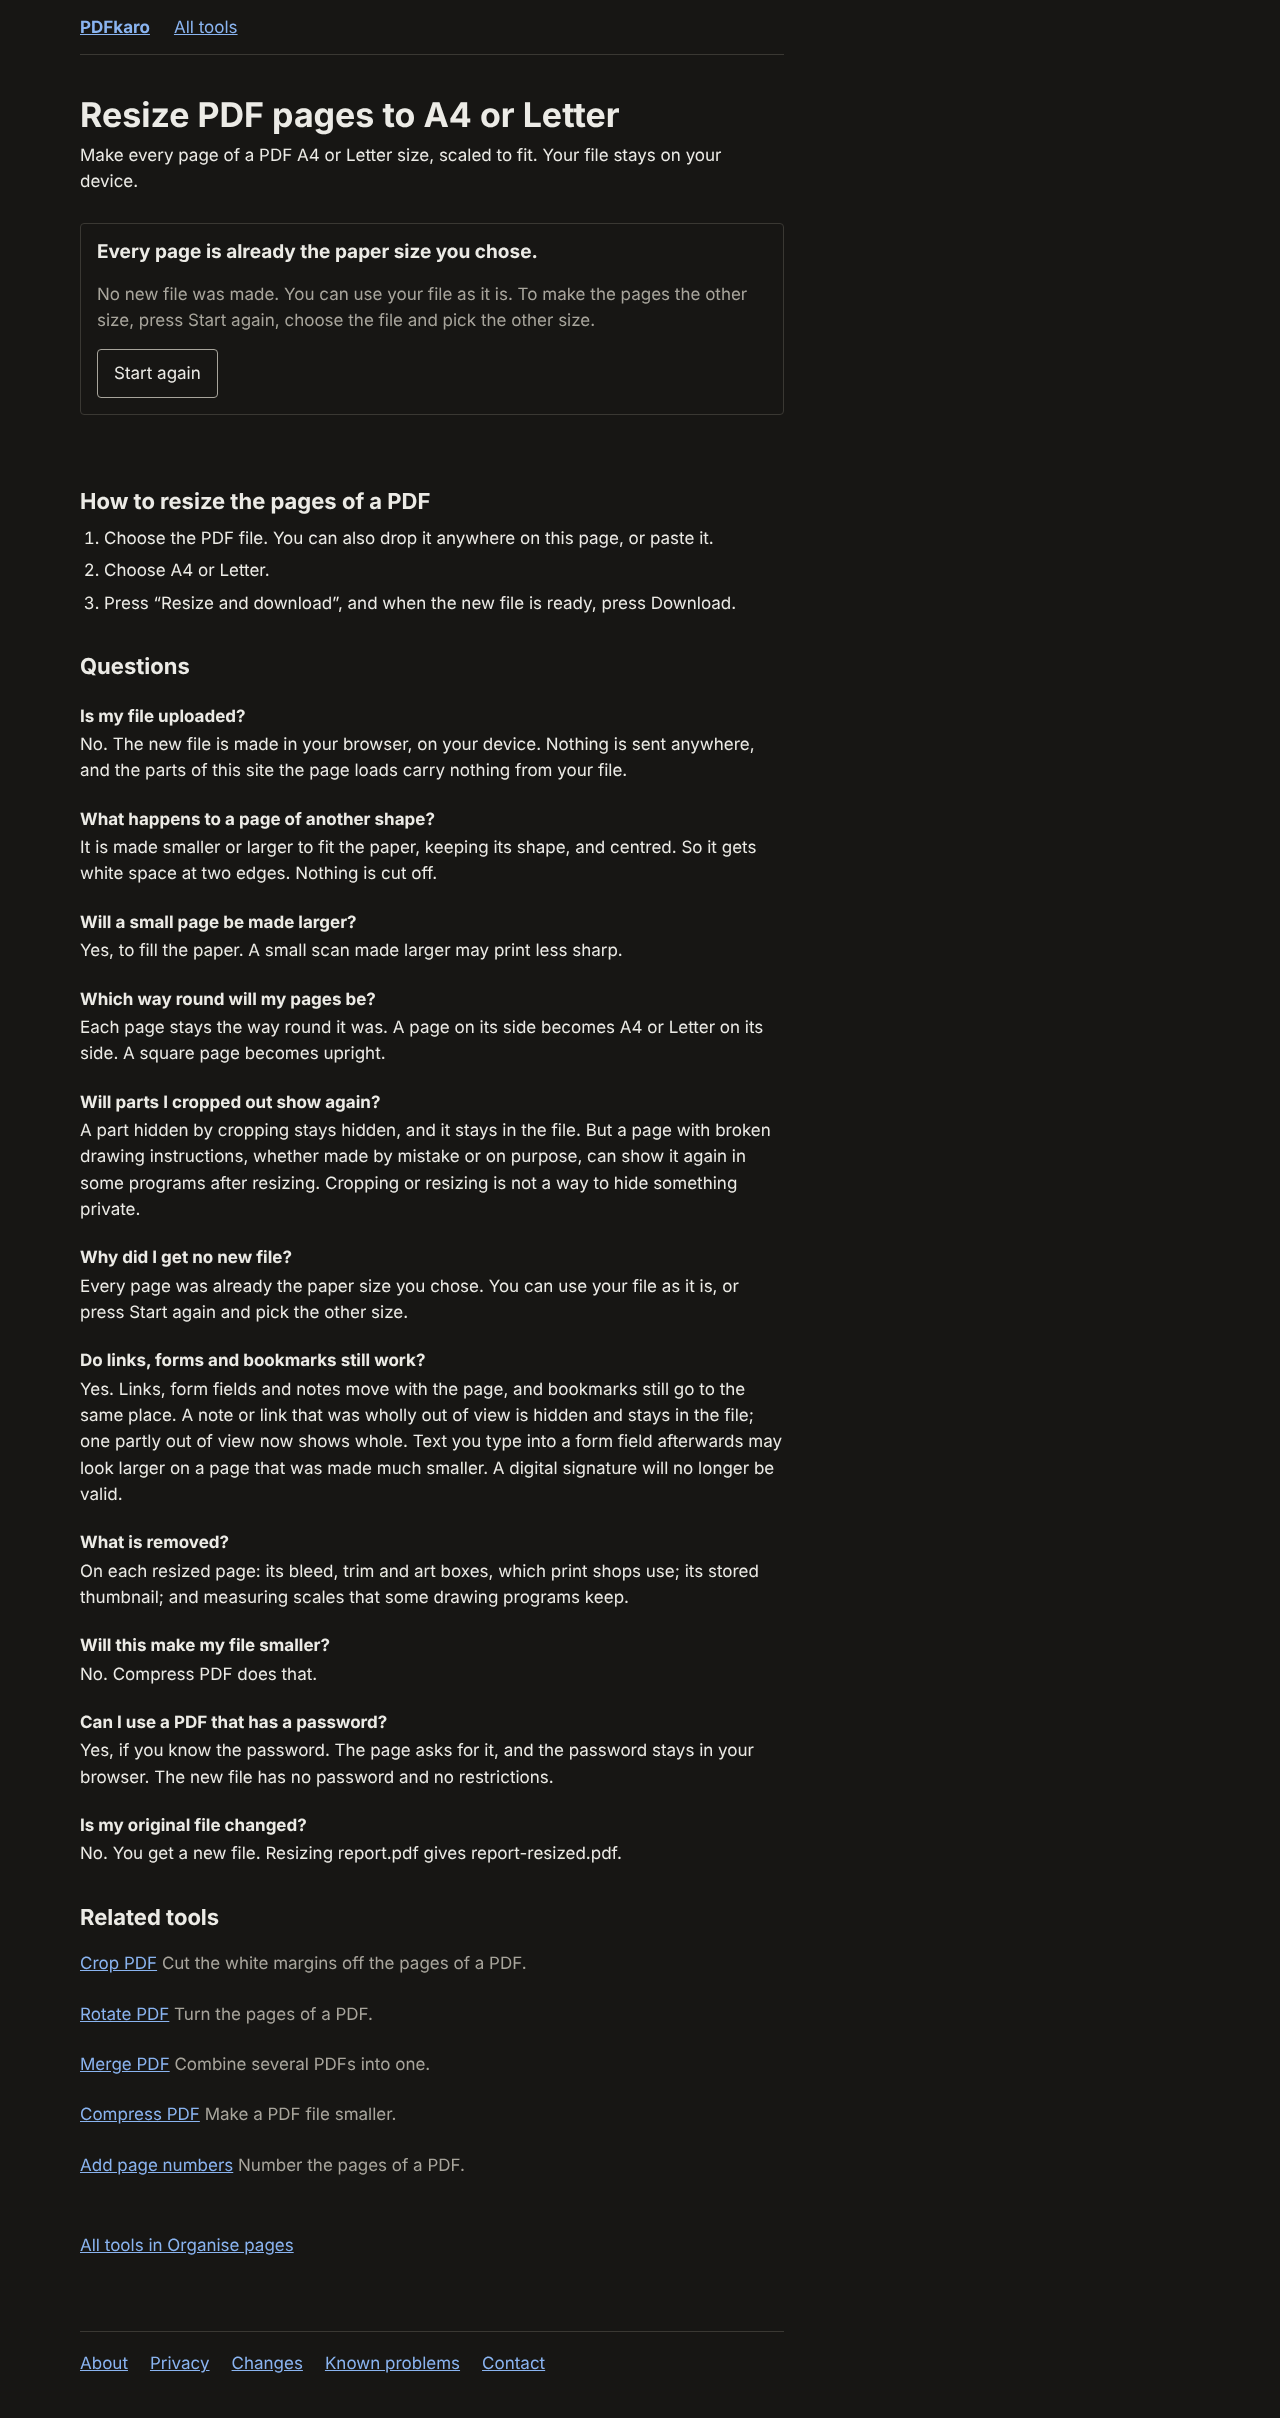 PDFkaro All tools
Resize PDF pages to A4 or Letter
Make every page of a PDF A4 or Letter size, scaled to fit. Your file stays on your
device.
Every page is already the paper size you chose.
No new file was made. You can use your file as it is. To make the pages the other
size, press Start again, choose the file and pick the other size.
Start again
How to resize the pages of a PDF
1. Choose the PDF file. You can also drop it anywhere on this page, or paste it.
2. Choose A4 or Letter.
3. Press “Resize and download”, and when the new file is ready, press Download.
Questions
Is my file uploaded?
No. The new file is made in your browser, on your device. Nothing is sent anywhere,
and the parts of this site the page loads carry nothing from your file.
What happens to a page of another shape?
It is made smaller or larger to fit the paper, keeping its shape, and centred. So it gets
white space at two edges. Nothing is cut off.
Will a small page be made larger?
Yes, to fill the paper. A small scan made larger may print less sharp.
Which way round will my pages be?
Each page stays the way round it was. A page on its side becomes A4 or Letter on its
side. A square page becomes upright.
Will parts I cropped out show again?
A part hidden by cropping stays hidden, and it stays in the file. But a page with broken
drawing instructions, whether made by mistake or on purpose, can show it again in
some programs after resizing. Cropping or resizing is not a way to hide something
private.
Why did I get no new file?
Every page was already the paper size you chose. You can use your file as it is, or
press Start again and pick the other size.
Do links, forms and bookmarks still work?
Yes. Links, form fields and notes move with the page, and bookmarks still go to the
same place. A note or link that was wholly out of view is hidden and stays in the file;
one partly out of view now shows whole. Text you type into a form field afterwards may
look larger on a page that was made much smaller. A digital signature will no longer be
valid.
What is removed?
On each resized page: its bleed, trim and art boxes, which print shops use; its stored
thumbnail; and measuring scales that some drawing programs keep.
Will this make my file smaller?
No. Compress PDF does that.
Can I use a PDF that has a password?
Yes, if you know the password. The page asks for it, and the password stays in your
browser. The new file has no password and no restrictions.
Is my original file changed?
No. You get a new file. Resizing report.pdf gives report-resized.pdf.
Related tools
Crop PDF Cut the white margins off the pages of a PDF.
Rotate PDF Turn the pages of a PDF.
Merge PDF Combine several PDFs into one.
Compress PDF Make a PDF file smaller.
Add page numbers Number the pages of a PDF.
All tools in Organise pages
About Privacy Changes Known problems Contact